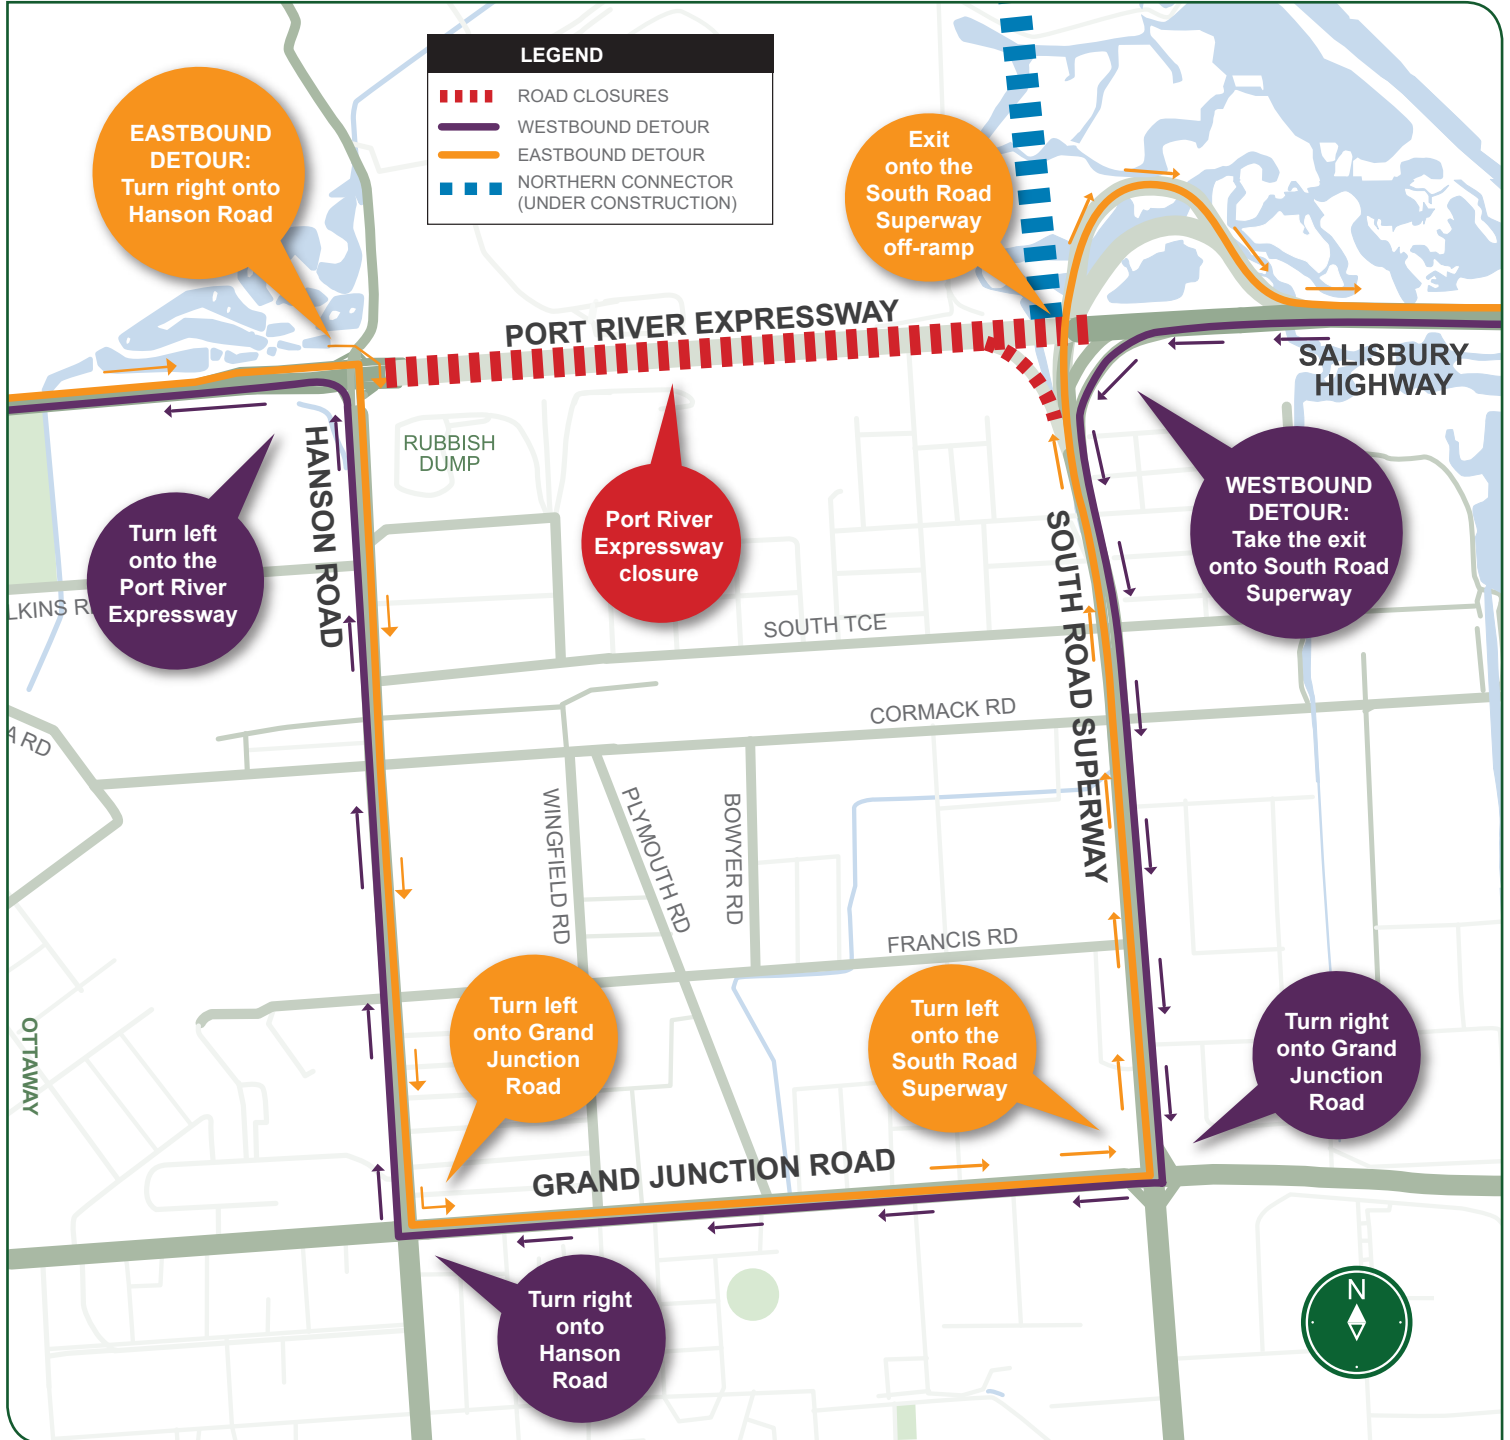 LEGEND
ROAD CLOSURES
WESTBOUND DETOUR
EASTBOUND DETOUR
NORTHERN CONNECTOR
(UNDER CONSTRUCTION)
EASTBOUND
DETOUR:
Turn right onto
Hanson Road
Exit
onto the
South Road
Superway
off-ramp
PORT RIVER EXPRESSWAY
SALISBURY
HIGHWAY
RUBBISH
DUMP
HANSON ROAD
Turn left
onto the
Port River
Expressway
Port River
Expressway
closure
WESTBOUND
DETOUR:
Take the exit
onto South Road
Superway
SOUTH ROAD SUPERWAY
LKINS R
SOUTH TCE
CORMACK RD
A RD
WINGFIELD RD
PLYMOUTH RD
BOWYER RD
FRANCIS RD
OTTAWAY
Turn left
onto Grand
Junction
Road
Turn left
onto the
South Road
Superway
Turn right
onto Grand
Junction
Road
GRAND JUNCTION ROAD
Turn right
onto
Hanson
Road
N